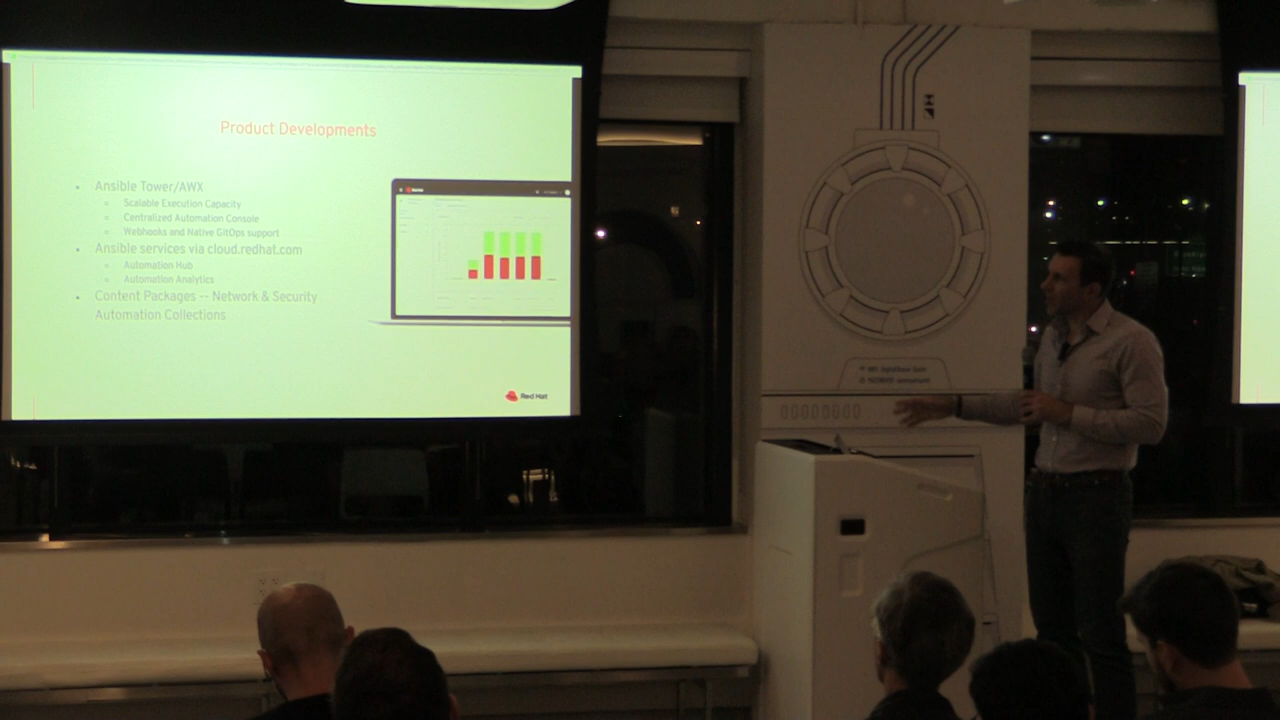 Product Developments
Ansible Tower/AWX
Scalable Execution Capacity
Centralized Automation Console
Webhooks and Native GitOps support
Ansible services via cloud.redhat.com
Automation Hub
Automation Analytics
Content Packages -- Network & Security
Automation Collections
Red Hat